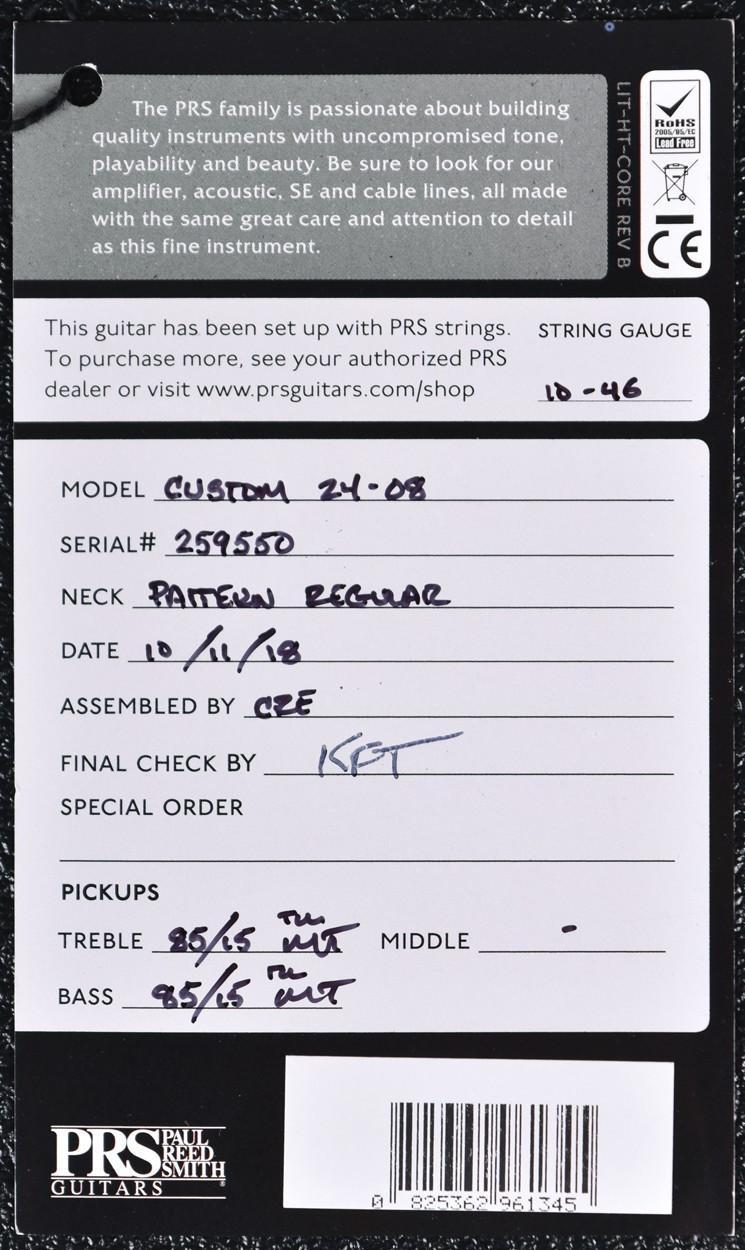 The PRS family is passionate about building
quality instruments with uncompromised tone,
playability and beauty. Be sure to look for our
amplifier, acoustic, SE and cable lines, all made
with the same great care and attention to detail
as this fine instrument.
LIT-HT-CORE REV B
RoHS
2005/95/EC
Lead Free
CE
This guitar has been set up with PRS strings.
To purchase more, see your authorized PRS
dealer or visit www.prsguitars.com/shop
STRING GAUGE
10-46
MODEL CUSTOM 24-08
SERIAL# 259550
NECK PATTERN REGULAR
DATE 10/11/18
ASSEMBLED BY CZE
FINAL CHECK BY KFT
SPECIAL ORDER
PICKUPS
TREBLE 85/15 MT MIDDLE -
BASS 85/15 MT
PRS PAUL REED SMITH
GUITARS
0 825362 961345